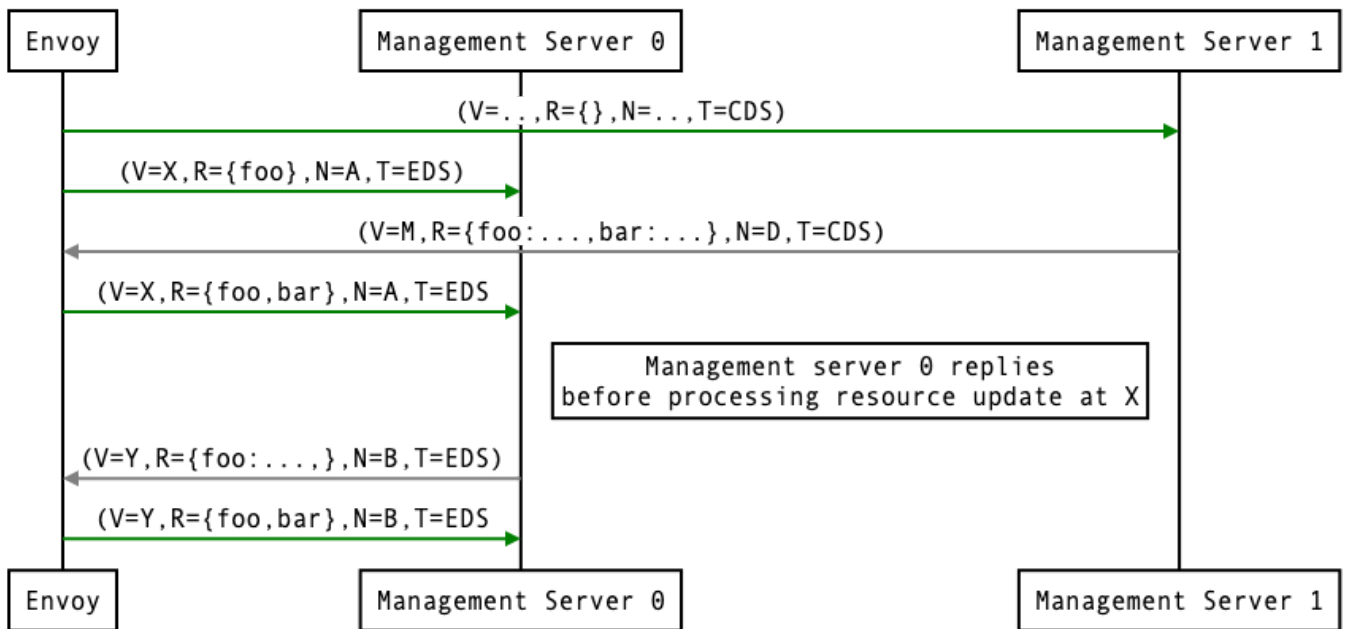 Envoy
Management Server 0
Management Server 1
(V=..,R={},N=..,T=CDS)
(V=X,R={foo},N=A,T=EDS)
(V=M,R={foo:...,bar:...},N=D,T=CDS)
(V=X,R={foo,bar},N=A,T=EDS
Management server 0 replies
before processing resource update at X
(V=Y,R={foo:...,},N=B,T=EDS)
(V=Y,R={foo,bar},N=B,T=EDS
Envoy
Management Server 0
Management Server 1